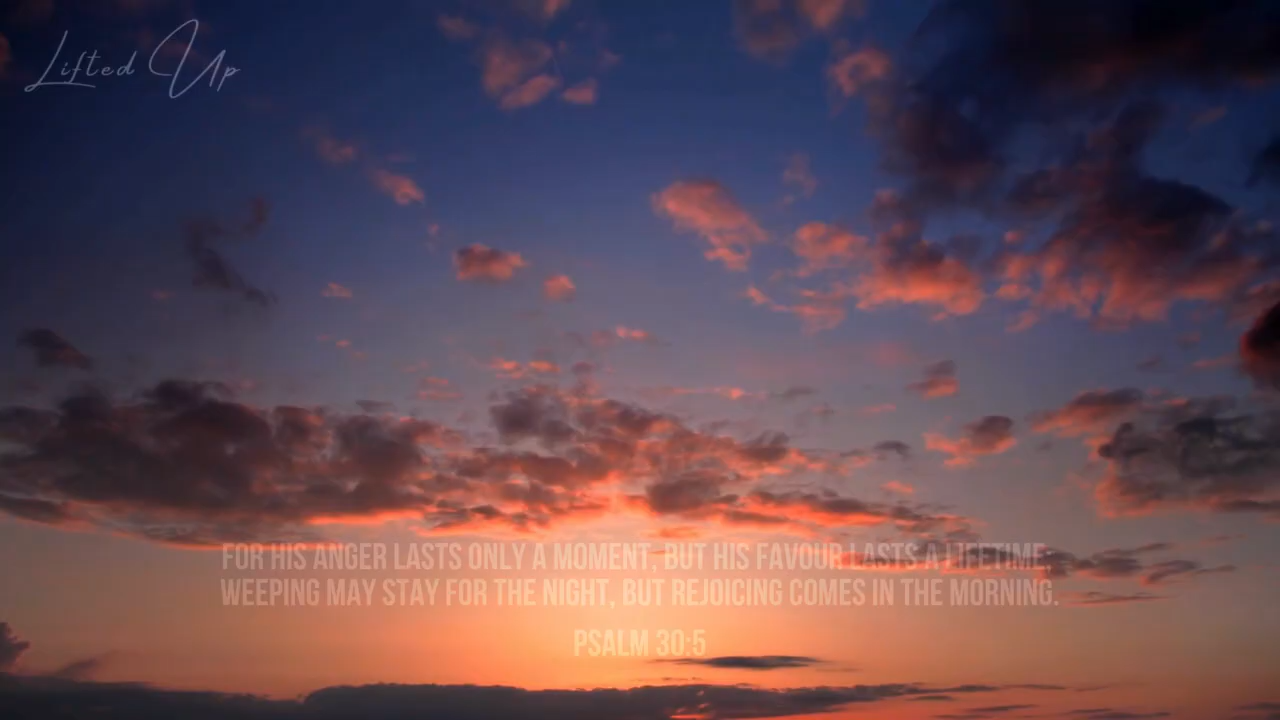 Lifted Up
FOR HIS ANGER LASTS ONLY A MOMENT, BUT HIS FAVOUR LASTS A LIFETIME;
WEEPING MAY STAY FOR THE NIGHT, BUT REJOICING COMES IN THE MORNING.
PSALM 30:5